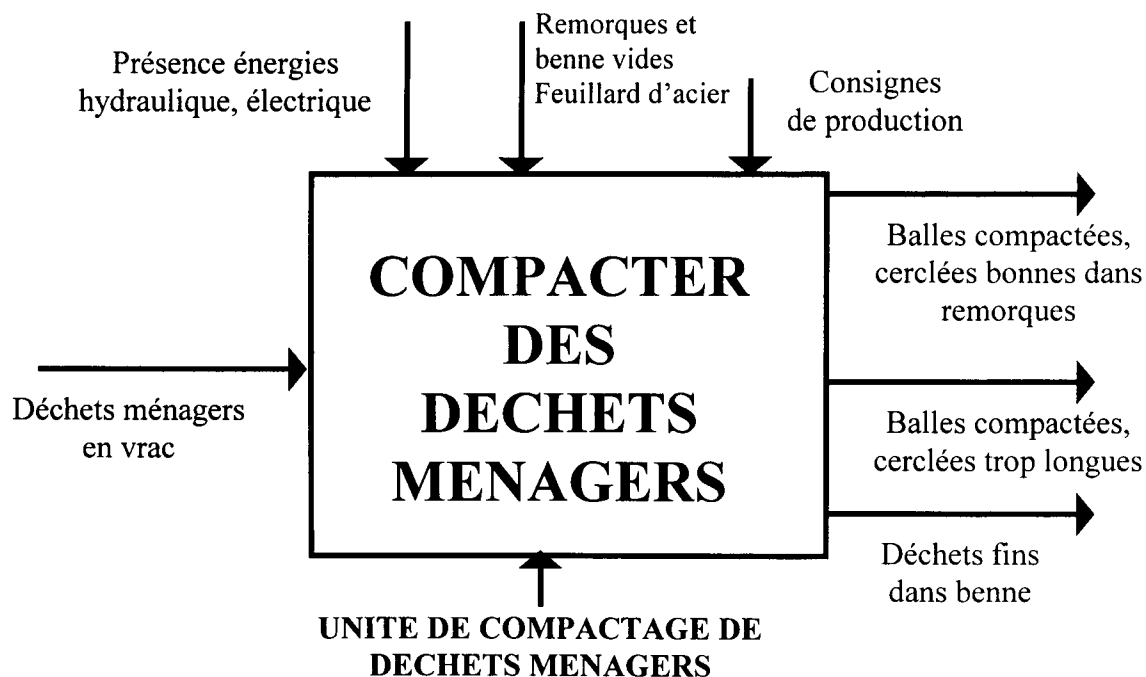 Présence énergies
hydraulique, électrique
Remorques et
benne vides
Feuillard d'acier
Consignes
de production
COMPACTER
DES
DECHETS
MENAGERS
Déchets ménagers
en vrac
Balles compactées,
cerclées bonnes dans
remorques
Balles compactées,
cerclées trop longues
Déchets fins
dans benne
UNITE DE COMPACTAGE DE
DECHETS MENAGERS